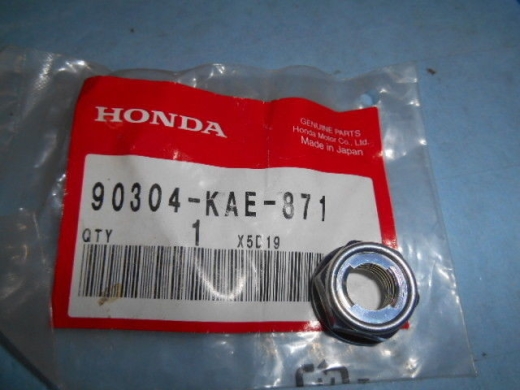 HONDA
GENUINE PARTS
Honda Motor Co., Ltd.
Made in Japan
90304-KAE-871
QTY 1 X5D19